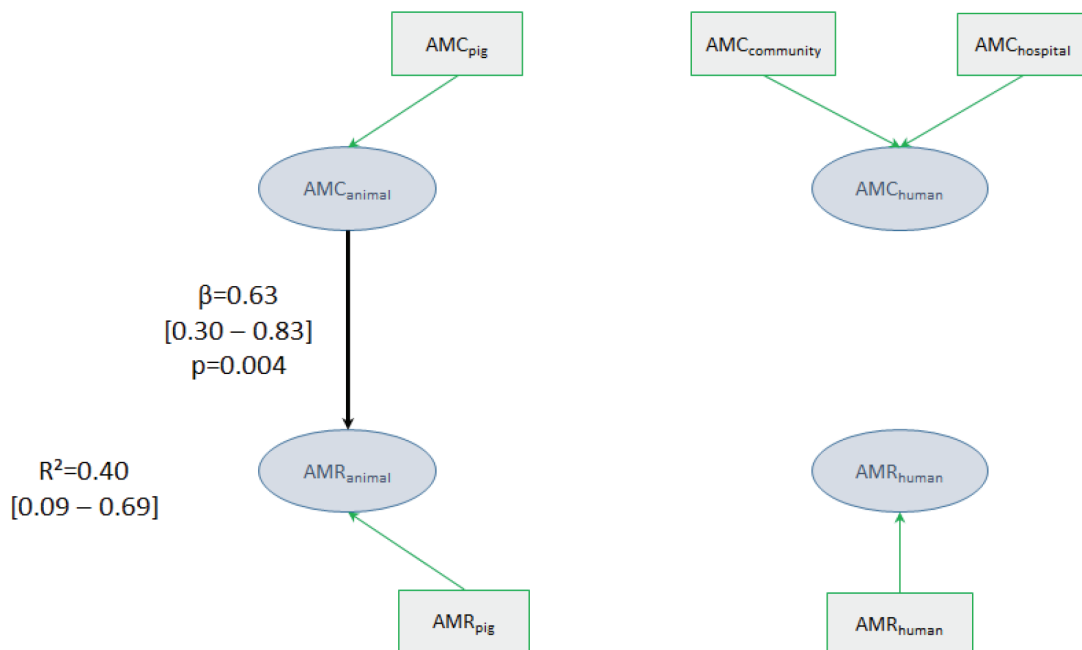 AMCpig
AMCcommunity
AMChospital
AMCanimal
AMChuman
β=0.63
[0.30 – 0.83]
p=0.004
R²=0.40
[0.09 – 0.69]
AMRanimal
AMRhuman
AMRpig
AMRhuman